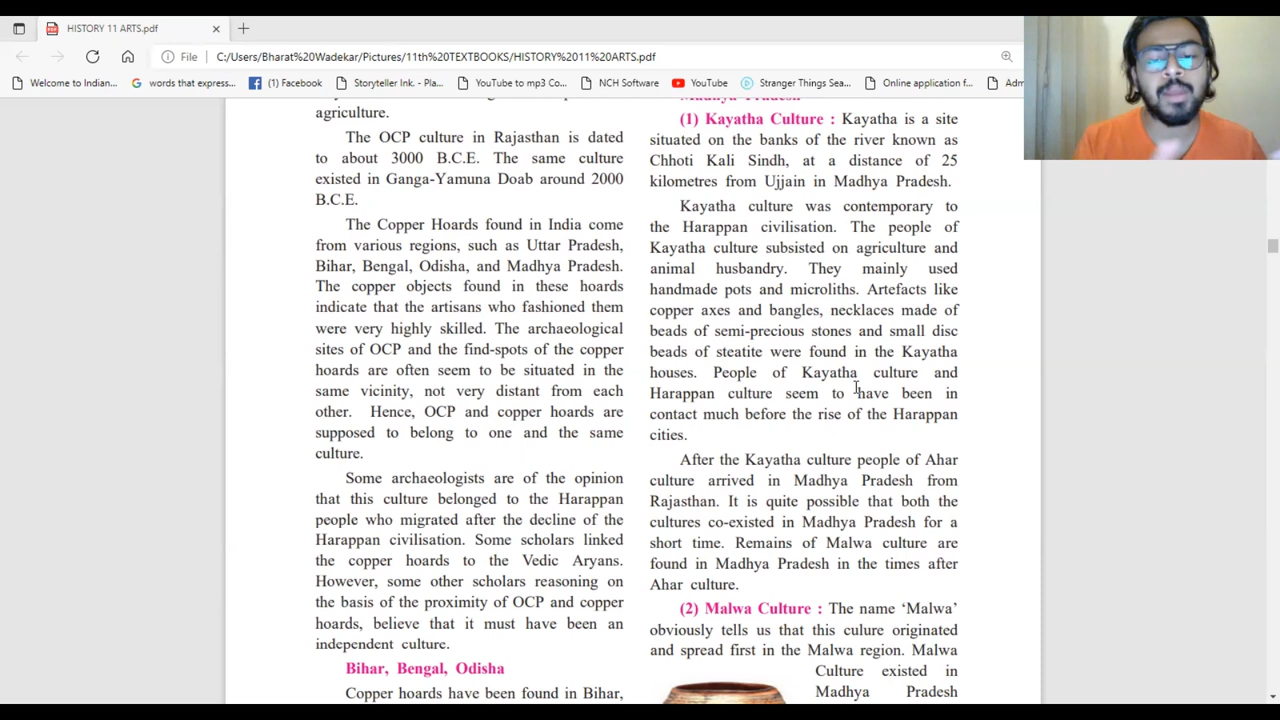 HISTORY 11 ARTS.pdf
File
C:/Users/Bharat%20Wadekar/Pictures/11th%20TEXTBOOKS/HISTORY%2011%20ARTS.pdf
Welcome to Indian...
words that express...
(1) Facebook
Storyteller Ink. - Pla...
YouTube to mp3 Co...
NCH Software
YouTube
Stranger Things Sea...
Online application f...
Adm
agriculture.
The OCP culture in Rajasthan is dated
to about 3000 B.C.E. The same culture
existed in Ganga-Yamuna Doab around 2000
B.C.E.
The Copper Hoards found in India come
from various regions, such as Uttar Pradesh,
Bihar, Bengal, Odisha, and Madhya Pradesh.
The copper objects found in these hoards
indicate that the artisans who fashioned them
were very highly skilled. The archaeological
sites of OCP and the find-spots of the copper
hoards are often seem to be situated in the
same vicinity, not very distant from each
other. Hence, OCP and copper hoards are
supposed to belong to one and the same
culture.
Some archaeologists are of the opinion
that this culture belonged to the Harappan
people who migrated after the decline of the
Harappan civilisation. Some scholars linked
the copper hoards to the Vedic Aryans.
However, some other scholars reasoning on
the basis of the proximity of OCP and copper
hoards, believe that it must have been an
independent culture.
Bihar, Bengal, Odisha
Copper hoards have been found in Bihar,
Madhya Pradesh
(1) Kayatha Culture : Kayatha is a site
situated on the banks of the river known as
Chhoti Kali Sindh, at a distance of 25
kilometres from Ujjain in Madhya Pradesh.
Kayatha culture was contemporary to
the Harappan civilisation. The people of
Kayatha culture subsisted on agriculture and
animal husbandry. They mainly used
handmade pots and microliths. Artefacts like
copper axes and bangles, necklaces made of
beads of semi-precious stones and small disc
beads of steatite were found in the Kayatha
houses. People of Kayatha culture and
Harappan culture seem to have been in
contact much before the rise of the Harappan
cities.
After the Kayatha culture people of Ahar
culture arrived in Madhya Pradesh from
Rajasthan. It is quite possible that both the
cultures co-existed in Madhya Pradesh for a
short time. Remains of Malwa culture are
found in Madhya Pradesh in the times after
Ahar culture.
(2) Malwa Culture : The name ‘Malwa’
obviously tells us that this culure originated
and spread first in the Malwa region. Malwa
Culture existed in
Madhya Pradesh